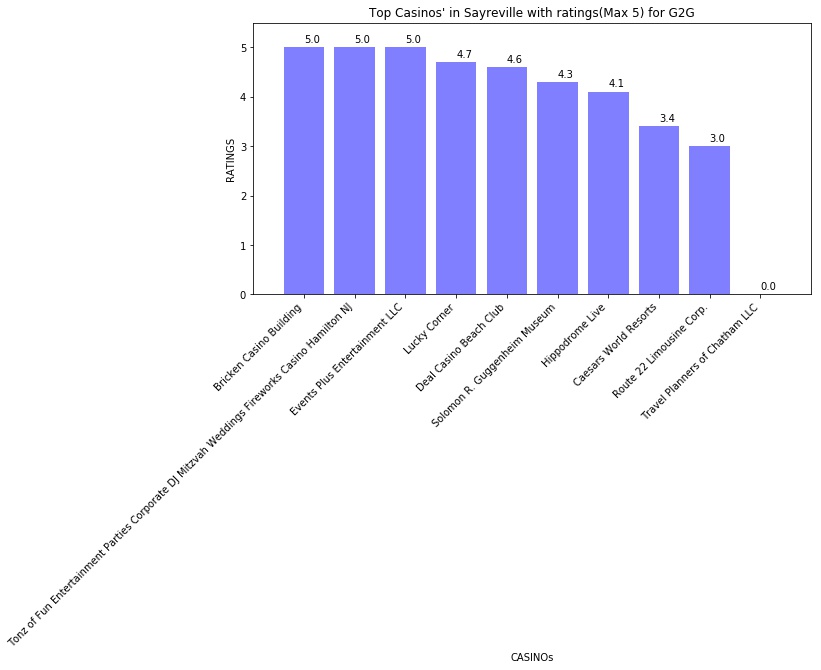 Top Casinos' in Sayreville with ratings(Max 5) for G2G
RATINGS
5
4
3
2
1
0
5.0
5.0
5.0
4.7
4.6
4.3
4.1
3.4
3.0
0.0
Bricken Casino Building
Tonz of Fun Entertainment Parties Corporate DJ Mitzvah Weddings Fireworks Casino Hamilton NJ
Events Plus Entertainment LLC
Lucky Corner
Deal Casino Beach Club
Solomon R. Guggenheim Museum
Hippodrome Live
Caesars World Resorts
Route 22 Limousine Corp.
Travel Planners of Chatham LLC
CASINOs